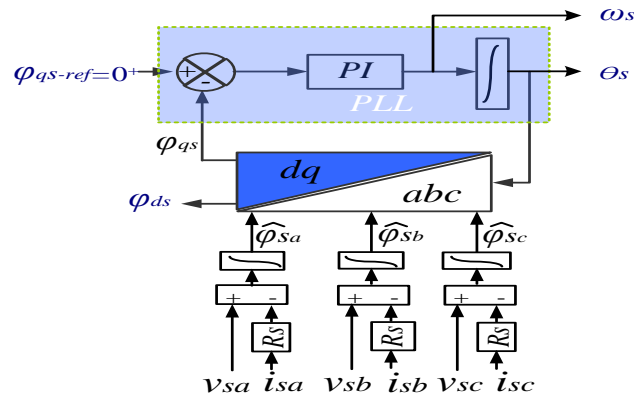 ωs
φqs-ref=0+
+
-
PI
θs
PLL
φqs
dq
abc
φds
φ̂sa φ̂sb φ̂sc
+ - + - + -
Rs Rs Rs
vsa isa vsb isb vsc isc